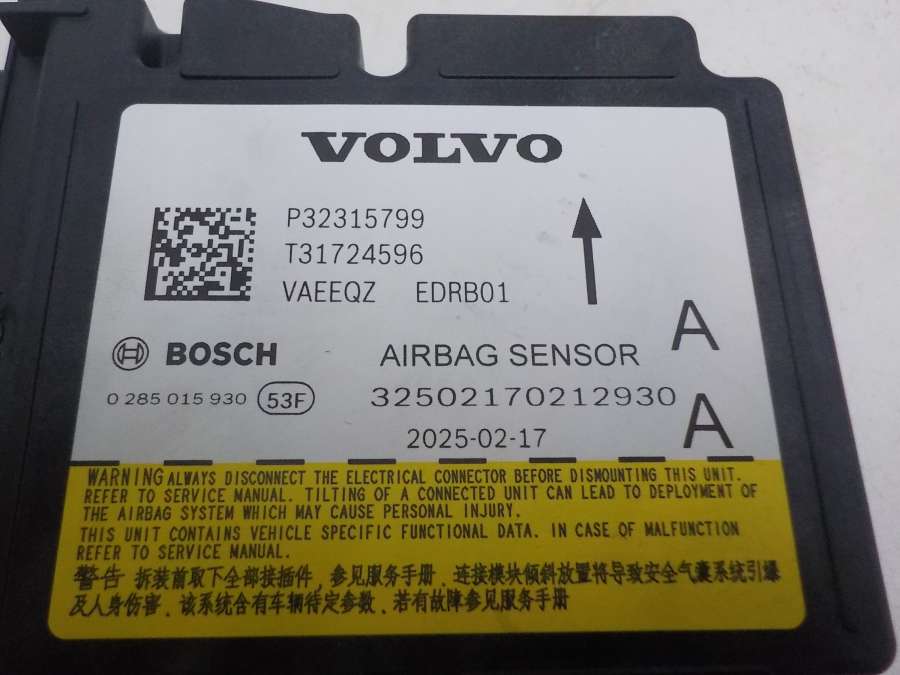 VOLVO
P32315799
T31724596
VAEEQZ EDRB01
A
BOSCH AIRBAG SENSOR
0 285 015 930 53F 32502170212930
A
2025-02-17
WARNING ALWAYS DISCONNECT THE ELECTRICAL CONNECTOR BEFORE DISMOUNTING THIS UNIT.
REFER TO SERVICE MANUAL. TILTING OF A CONNECTED UNIT CAN LEAD TO DEPLOYMENT OF
THE AIRBAG SYSTEM WHICH MAY CAUSE PERSONAL INJURY.
THIS UNIT CONTAINS VEHICLE SPECIFIC FUNCTIONAL DATA. IN CASE OF MALFUNCTION
REFER TO SERVICE MANUAL.
警告 拆装前取下全部接插件, 参见服务手册. 连接模块倾斜放置将导致安全气囊系统引爆
及人身伤害. 该系统含有车辆待定参数. 若有故障参见服务手册